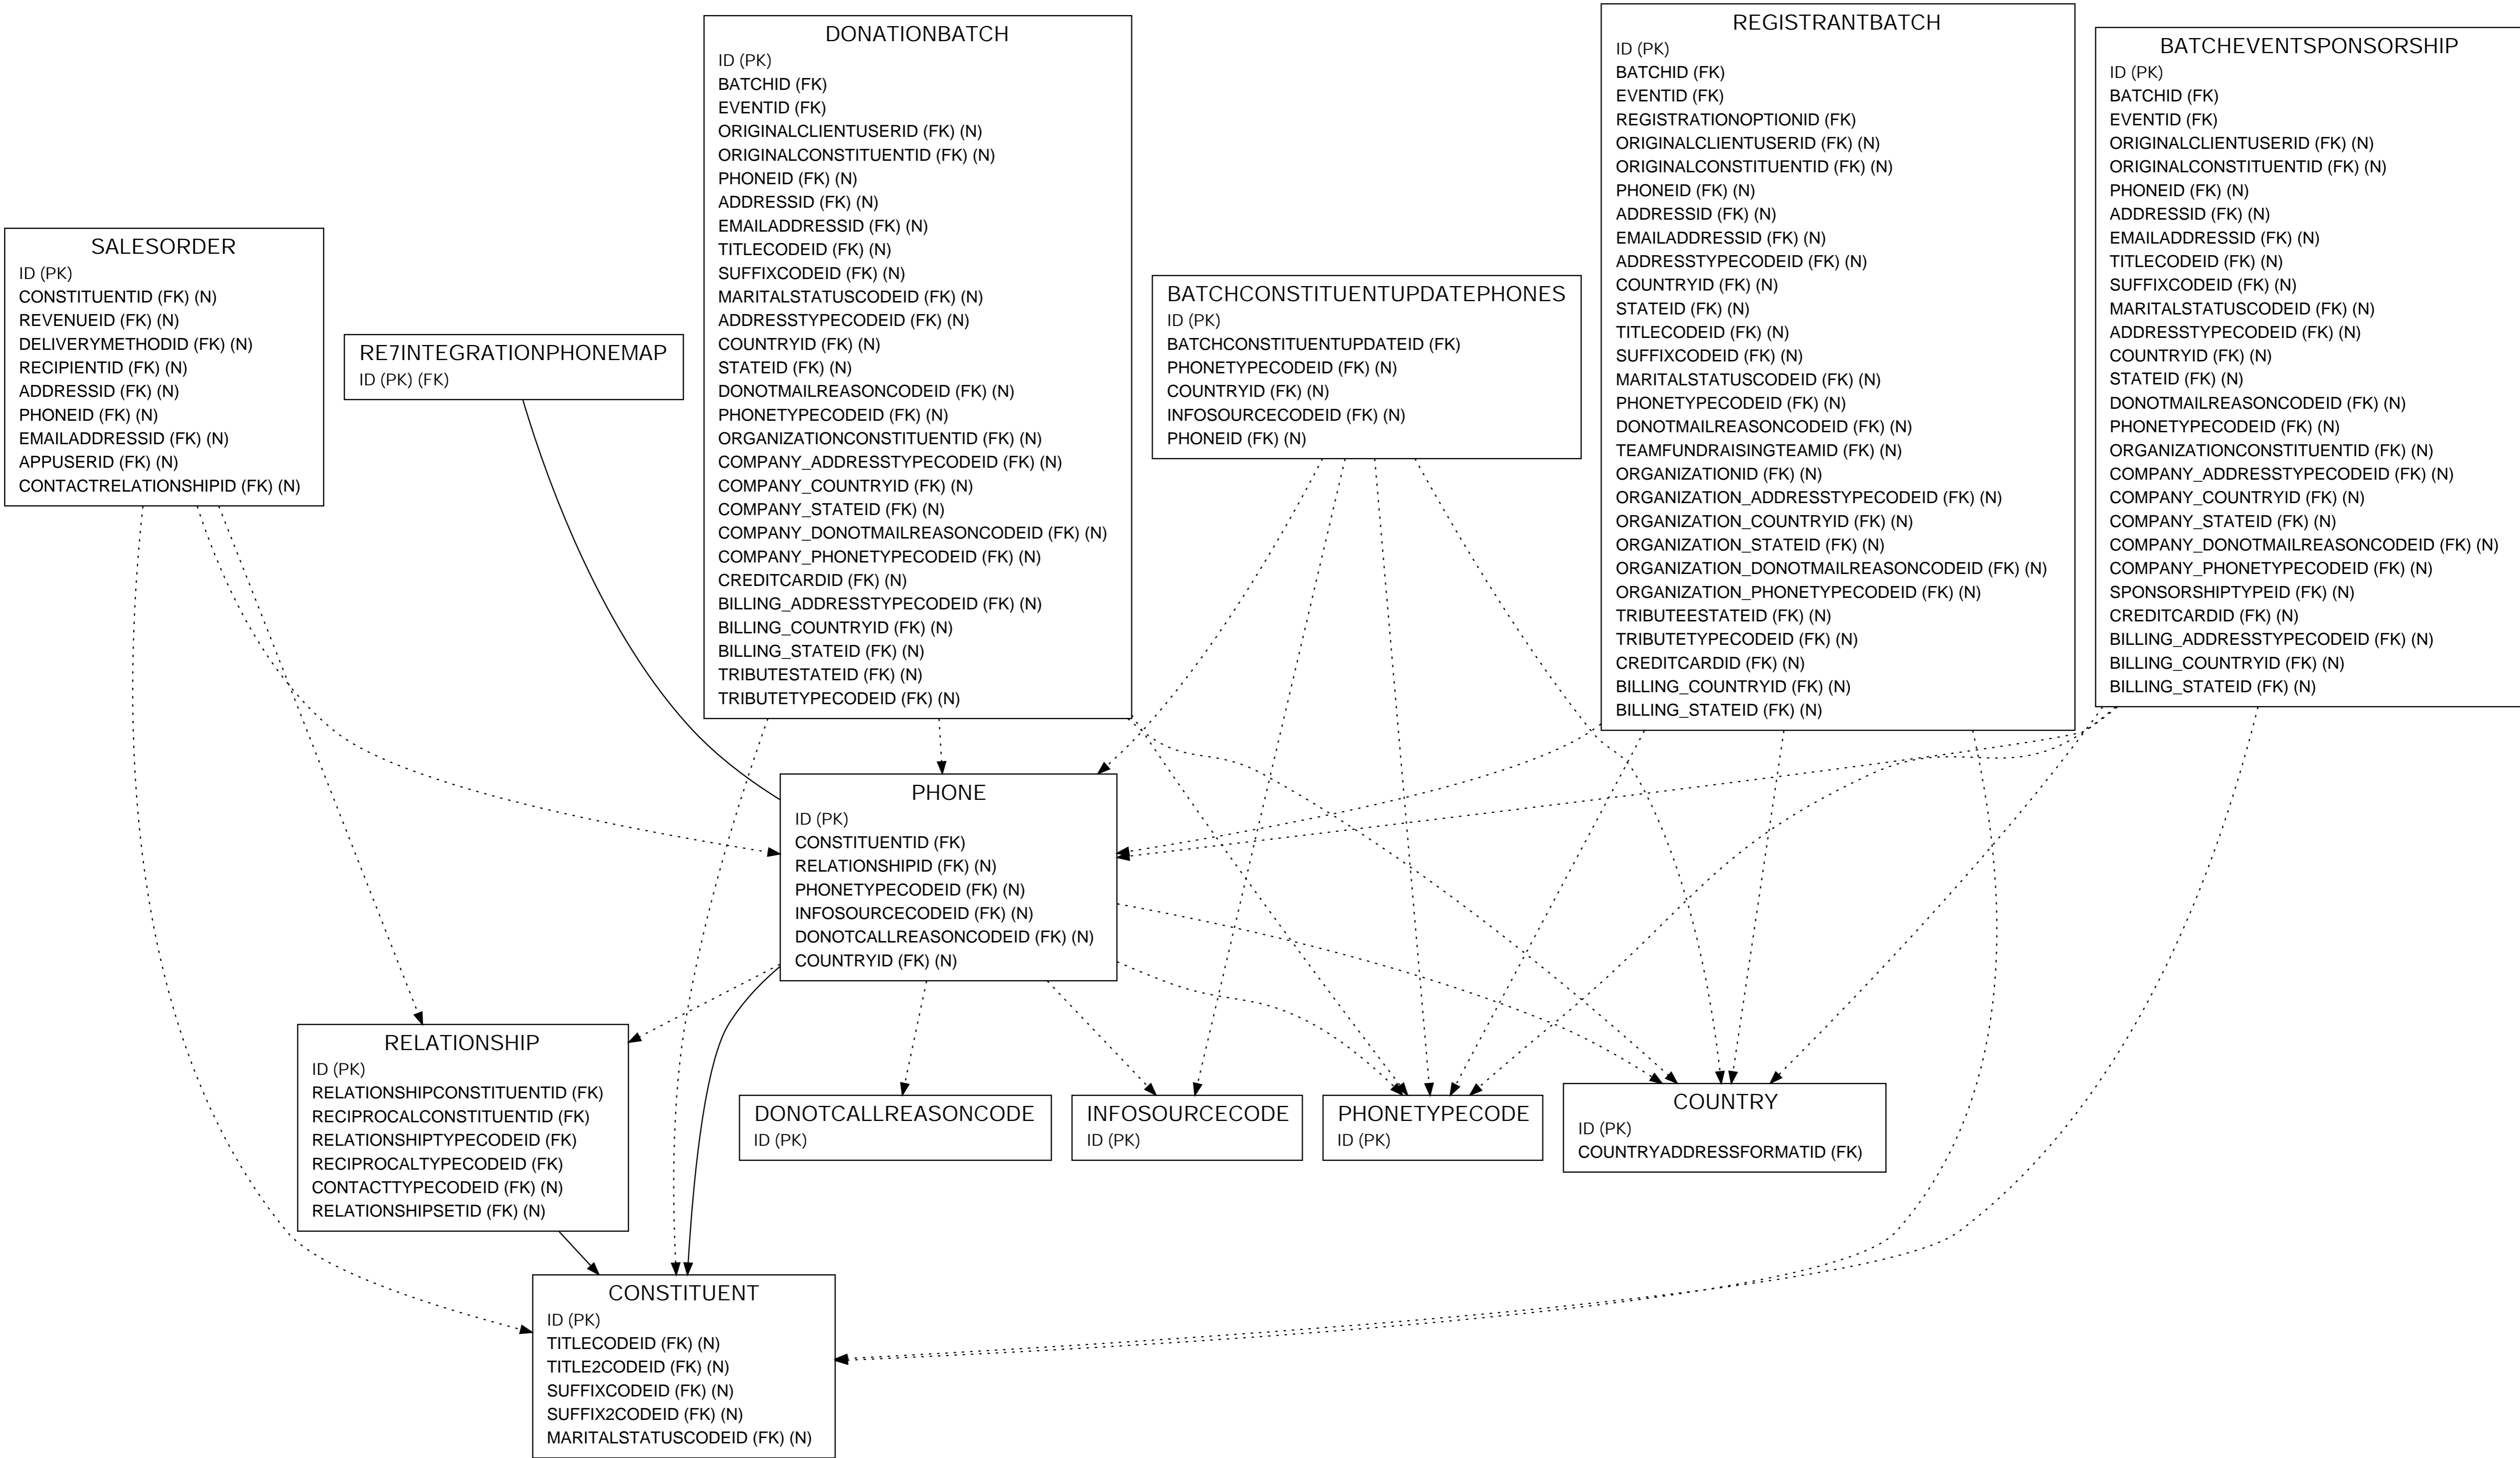 DONATIONBATCH
ID (PK)
BATCHID (FK)
EVENTID (FK)
ORIGINALCLIENTUSERID (FK) (N)
ORIGINALCONSTITUENTID (FK) (N)
PHONEID (FK) (N)
ADDRESSID (FK) (N)
EMAILADDRESSID (FK) (N)
TITLECODEID (FK) (N)
SUFFIXCODEID (FK) (N)
MARITALSTATUSCODEID (FK) (N)
ADDRESSTYPECODEID (FK) (N)
COUNTRYID (FK) (N)
STATEID (FK) (N)
DONOTMAILREASONCODEID (FK) (N)
PHONETYPECODEID (FK) (N)
ORGANIZATIONCONSTITUENTID (FK) (N)
COMPANY_ADDRESSTYPECODEID (FK) (N)
COMPANY_COUNTRYID (FK) (N)
COMPANY_STATEID (FK) (N)
COMPANY_DONOTMAILREASONCODEID (FK) (N)
COMPANY_PHONETYPECODEID (FK) (N)
CREDITCARDID (FK) (N)
BILLING_ADDRESSTYPECODEID (FK) (N)
BILLING_COUNTRYID (FK) (N)
BILLING_STATEID (FK) (N)
TRIBUTESTATEID (FK) (N)
TRIBUTETYPECODEID (FK) (N)
REGISTRANTBATCH
ID (PK)
BATCHID (FK)
EVENTID (FK)
REGISTRATIONOPTIONID (FK)
ORIGINALCLIENTUSERID (FK) (N)
ORIGINALCONSTITUENTID (FK) (N)
PHONEID (FK) (N)
ADDRESSID (FK) (N)
EMAILADDRESSID (FK) (N)
ADDRESSTYPECODEID (FK) (N)
COUNTRYID (FK) (N)
STATEID (FK) (N)
TITLECODEID (FK) (N)
SUFFIXCODEID (FK) (N)
MARITALSTATUSCODEID (FK) (N)
PHONETYPECODEID (FK) (N)
DONOTMAILREASONCODEID (FK) (N)
TEAMFUNDRAISINGTEAMID (FK) (N)
ORGANIZATIONID (FK) (N)
ORGANIZATION_ADDRESSTYPECODEID (FK) (N)
ORGANIZATION_COUNTRYID (FK) (N)
ORGANIZATION_STATEID (FK) (N)
ORGANIZATION_DONOTMAILREASONCODEID (FK) (N)
ORGANIZATION_PHONETYPECODEID (FK) (N)
TRIBUTEESTATEID (FK) (N)
TRIBUTETYPECODEID (FK) (N)
CREDITCARDID (FK) (N)
BILLING_COUNTRYID (FK) (N)
BILLING_STATEID (FK) (N)
BATCHEVENTSPONSORSHIP
ID (PK)
BATCHID (FK)
EVENTID (FK)
ORIGINALCLIENTUSERID (FK) (N)
ORIGINALCONSTITUENTID (FK) (N)
PHONEID (FK) (N)
ADDRESSID (FK) (N)
EMAILADDRESSID (FK) (N)
TITLECODEID (FK) (N)
SUFFIXCODEID (FK) (N)
MARITALSTATUSCODEID (FK) (N)
ADDRESSTYPECODEID (FK) (N)
COUNTRYID (FK) (N)
STATEID (FK) (N)
DONOTMAILREASONCODEID (FK) (N)
PHONETYPECODEID (FK) (N)
ORGANIZATIONCONSTITUENTID (FK) (N)
COMPANY_ADDRESSTYPECODEID (FK) (N)
COMPANY_COUNTRYID (FK) (N)
COMPANY_STATEID (FK) (N)
COMPANY_DONOTMAILREASONCODEID (FK) (N)
COMPANY_PHONETYPECODEID (FK) (N)
SPONSORSHIPTYPEID (FK) (N)
CREDITCARDID (FK) (N)
BILLING_ADDRESSTYPECODEID (FK) (N)
BILLING_COUNTRYID (FK) (N)
BILLING_STATEID (FK) (N)
SALESORDER
ID (PK)
CONSTITUENTID (FK) (N)
REVENUEID (FK) (N)
DELIVERYMETHODID (FK) (N)
RECIPIENTID (FK) (N)
ADDRESSID (FK) (N)
PHONEID (FK) (N)
EMAILADDRESSID (FK) (N)
APPUSERID (FK) (N)
CONTACTRELATIONSHIPID (FK) (N)
RE7INTEGRATIONPHONEMAP
ID (PK) (FK)
BATCHCONSTITUENTUPDATEPHONES
ID (PK)
BATCHCONSTITUENTUPDATEID (FK)
PHONETYPECODEID (FK) (N)
COUNTRYID (FK) (N)
INFOSOURCECODEID (FK) (N)
PHONEID (FK) (N)
PHONE
ID (PK)
CONSTITUENTID (FK)
RELATIONSHIPID (FK) (N)
PHONETYPECODEID (FK) (N)
INFOSOURCECODEID (FK) (N)
DONOTCALLREASONCODEID (FK) (N)
COUNTRYID (FK) (N)
RELATIONSHIP
ID (PK)
RELATIONSHIPCONSTITUENTID (FK)
RECIPROCALCONSTITUENTID (FK)
RELATIONSHIPTYPECODEID (FK)
RECIPROCALTYPECODEID (FK)
CONTACTTYPECODEID (FK) (N)
RELATIONSHIPSETID (FK) (N)
DONOTCALLREASONCODE
ID (PK)
INFOSOURCECODE
ID (PK)
PHONETYPECODE
ID (PK)
COUNTRY
ID (PK)
COUNTRYADDRESSFORMATID (FK)
CONSTITUENT
ID (PK)
TITLECODEID (FK) (N)
TITLE2CODEID (FK) (N)
SUFFIXCODEID (FK) (N)
SUFFIX2CODEID (FK) (N)
MARITALSTATUSCODEID (FK) (N)